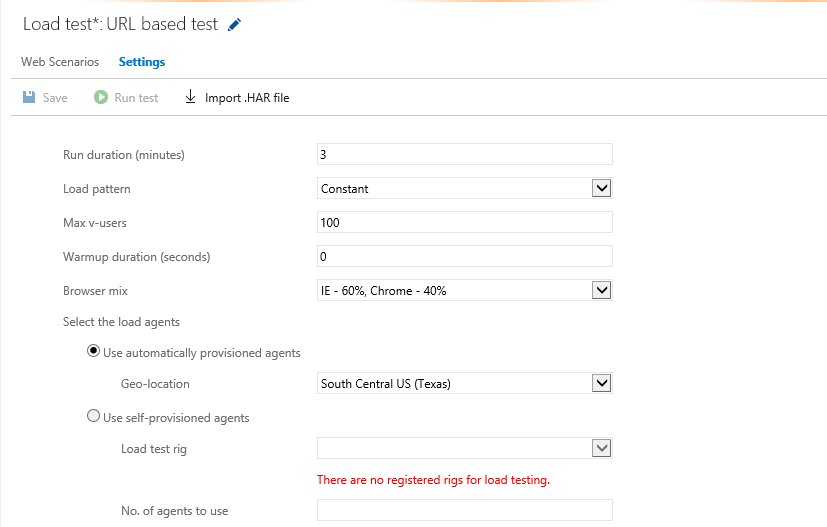 Load test*: URL based test
Web Scenarios Settings
Save Run test Import .HAR file
Run duration (minutes) 3
Load pattern Constant
Max v-users 100
Warmup duration (seconds) 0
Browser mix IE - 60%, Chrome - 40%
Select the load agents
Use automatically provisioned agents
Geo-location South Central US (Texas)
Use self-provisioned agents
Load test rig
There are no registered rigs for load testing.
No. of agents to use